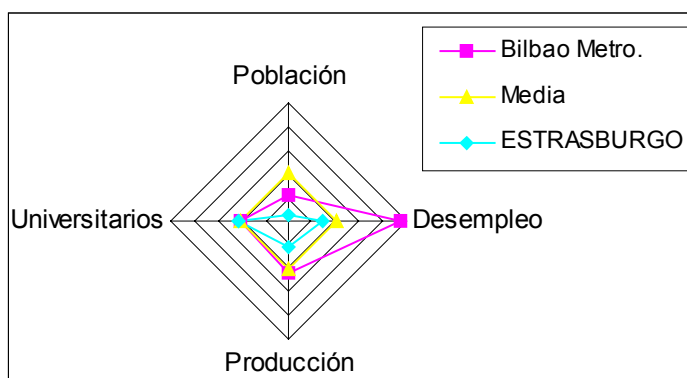 Bilbao Metro.
Media
ESTRASBURGO
Población
Universitarios
Desempleo
Producción